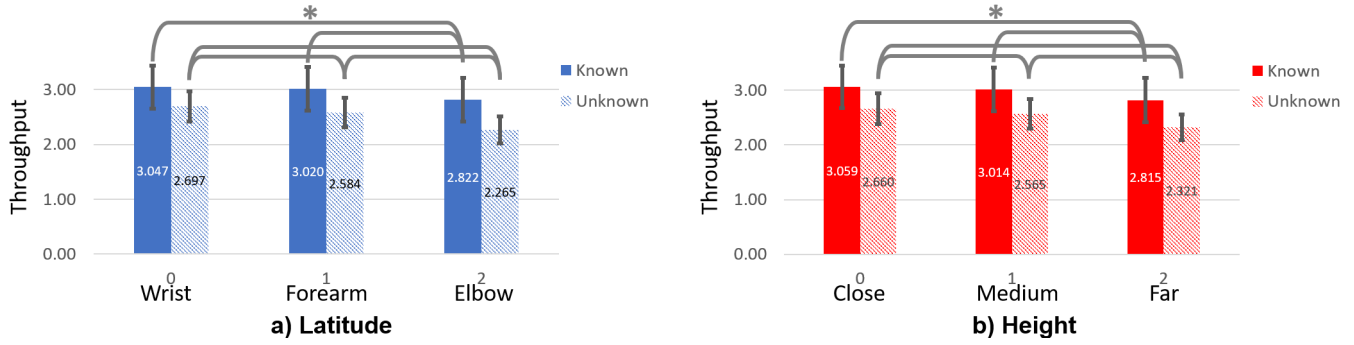 *
Throughput
3.00
2.00
1.00
0.00
3.047
2.697
3.020
2.584
2.822
2.265
Known
Unknown
0
1
2
Wrist
Forearm
Elbow
a) Latitude
*
Throughput
3.00
2.00
1.00
0.00
3.059
2.660
3.014
2.565
2.815
2.321
Known
Unknown
0
1
2
Close
Medium
Far
b) Height